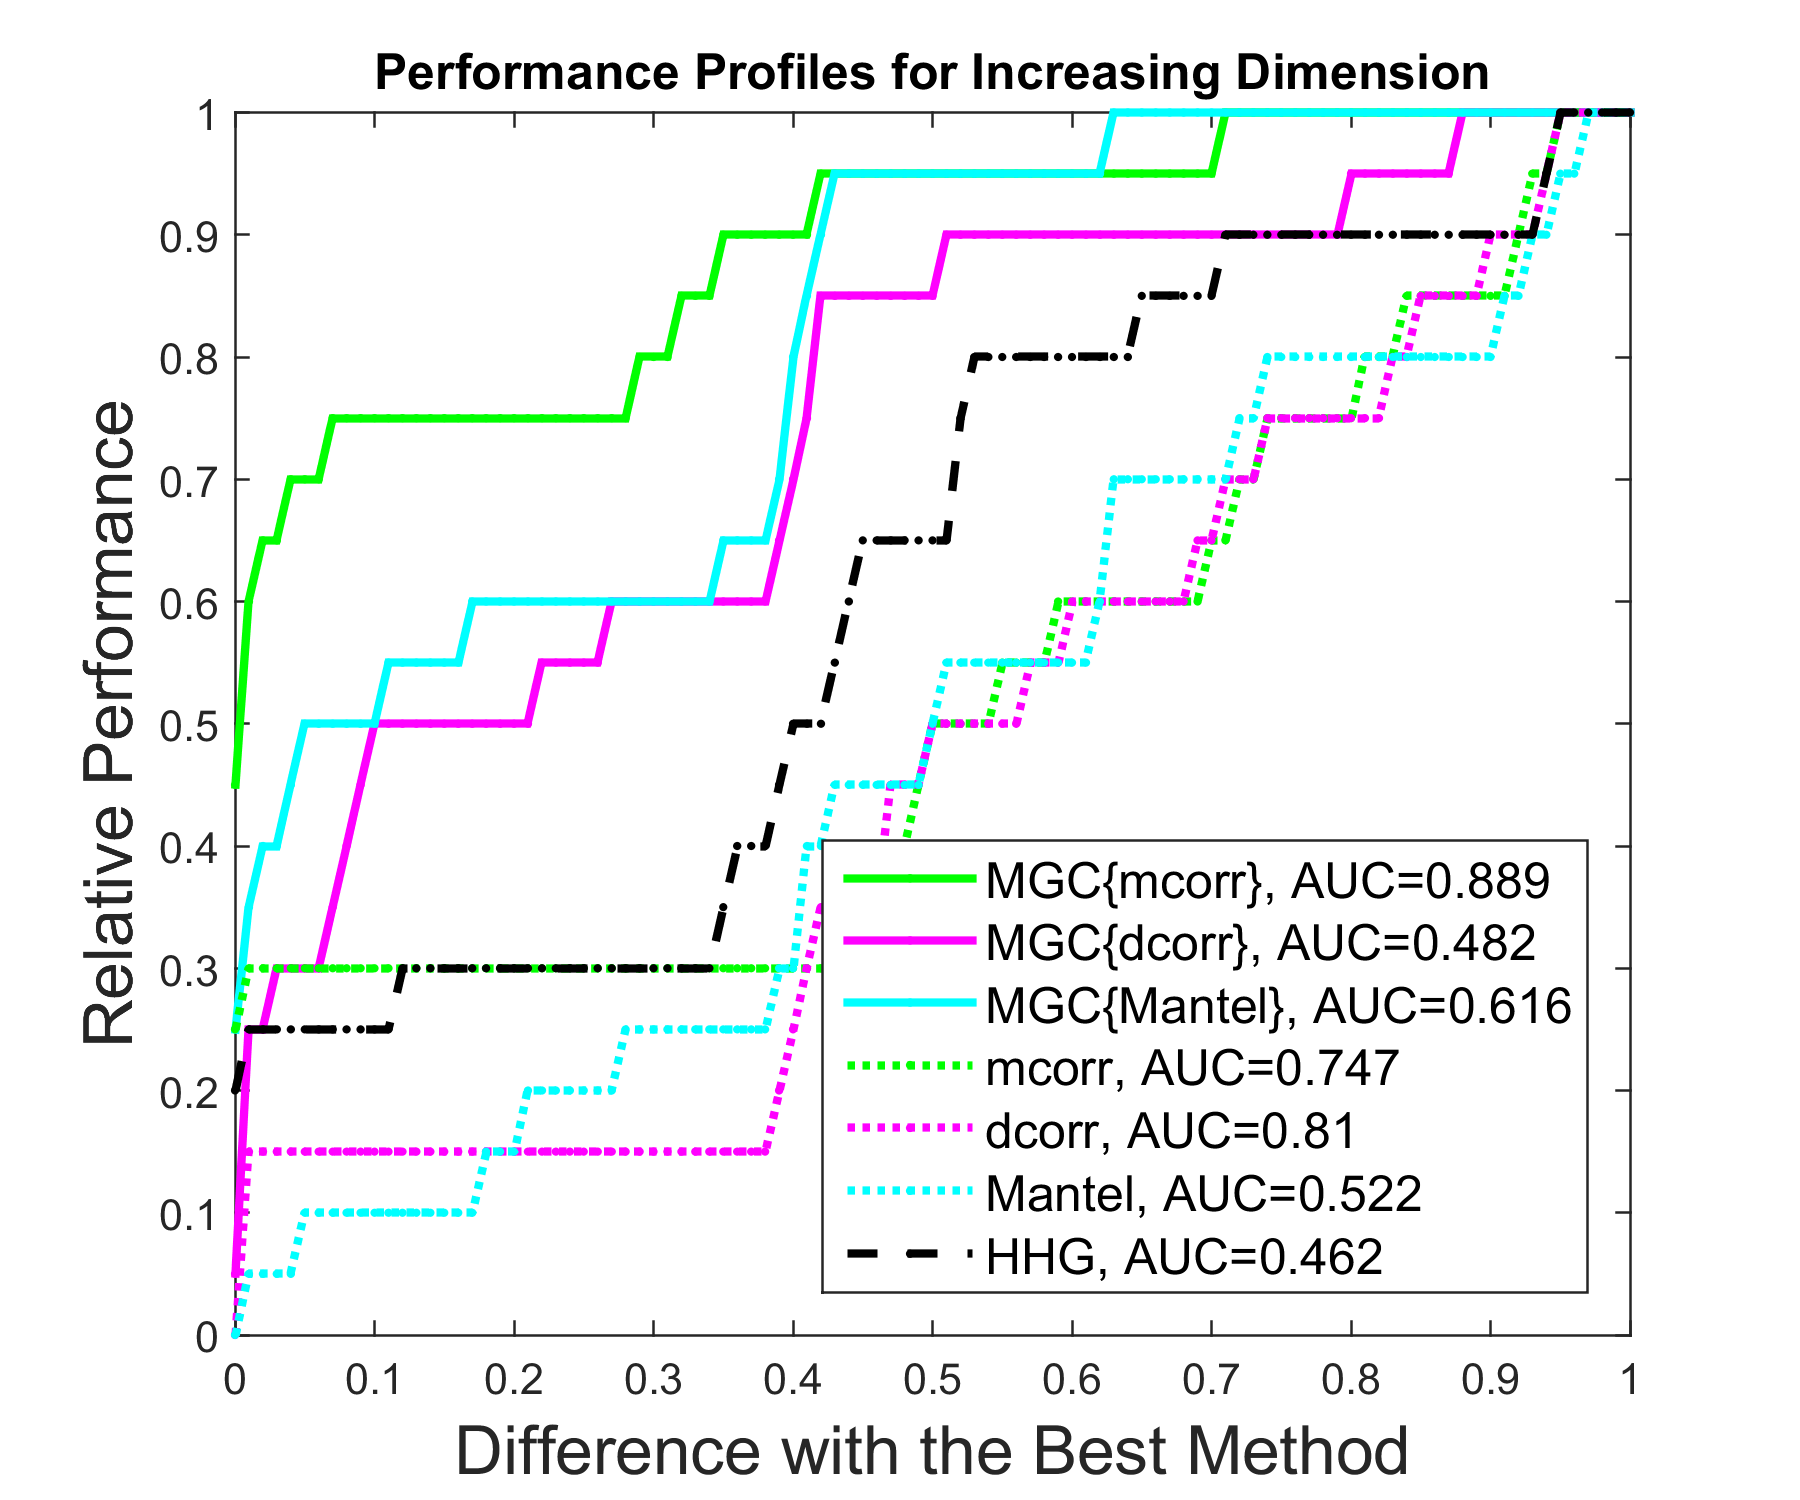 Performance Profiles for Increasing Dimension
1
0.9
0.8
0.7
0.6
0.5
0.4
0.3
0.2
0.1
0
Relative Performance
MGC{mcorr}, AUC=0.889
MGC{dcorr}, AUC=0.482
MGC{Mantel}, AUC=0.616
mcorr, AUC=0.747
dcorr, AUC=0.81
Mantel, AUC=0.522
HHG, AUC=0.462
0 0.1 0.2 0.3 0.4 0.5 0.6 0.7 0.8 0.9 1
Difference with the Best Method